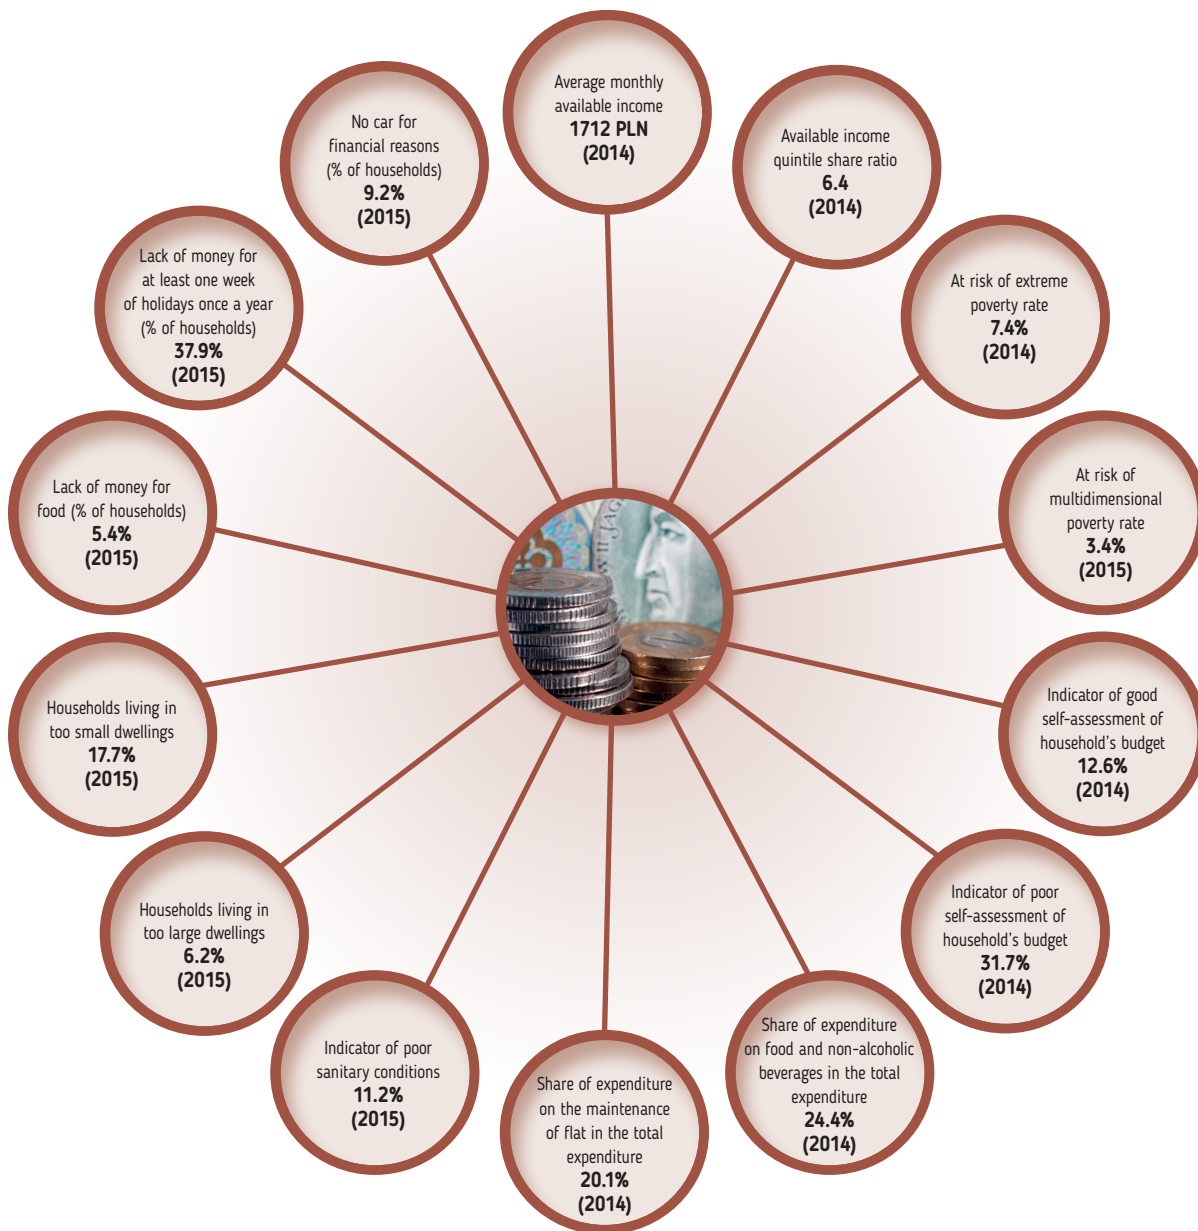 Average monthly
available income
1712 PLN
(2014)
Available income
quintile share ratio
6.4
(2014)
At risk of extreme
poverty rate
7.4%
(2014)
At risk of
multidimensional
poverty rate
3.4%
(2015)
Indicator of good
self-assessment of
household's budget
12.6%
(2014)
Indicator of poor
self-assessment of
household's budget
31.7%
(2014)
Share of expenditure
on food and non-alcoholic
beverages in the total
expenditure
24.4%
(2014)
Share of expenditure
on the maintenance
of flat in the total
expenditure
20.1%
(2014)
Indicator of poor
sanitary conditions
11.2%
(2015)
Households living in
too large dwellings
6.2%
(2015)
Households living in
too small dwellings
17.7%
(2015)
Lack of money for
food (% of households)
5.4%
(2015)
Lack of money for
at least one week
of holidays once a year
(% of households)
37.9%
(2015)
No car for
financial reasons
(% of households)
9.2%
(2015)